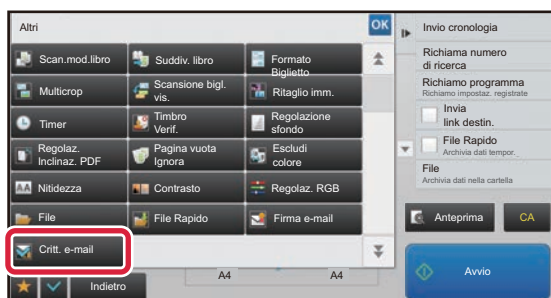 Altri
OK
Scan.mod.libro
Suddiv. libro
Formato
Biglietto
Multicrop
Scansione bigl.
vis.
Ritaglio imm.
Timer
Timbro
Verif.
Regolazione
sfondo
Regolaz.
Inclinaz. PDF
Pagina vuota
Ignora
Escludi
colore
Nitidezza
Contrasto
Regolaz. RGB
File
File Rapido
Firma e-mail
Critt. e-mail
Indietro
A4
A4
Invio cronologia
Richiama numero
di ricerca
Richiamo programma
Richiamo impostaz. registrate
Invia
link destin.
File Rapido
Archivia dati tempor.
File
Archivia dati nella cartella
Anteprima
CA
Avvio